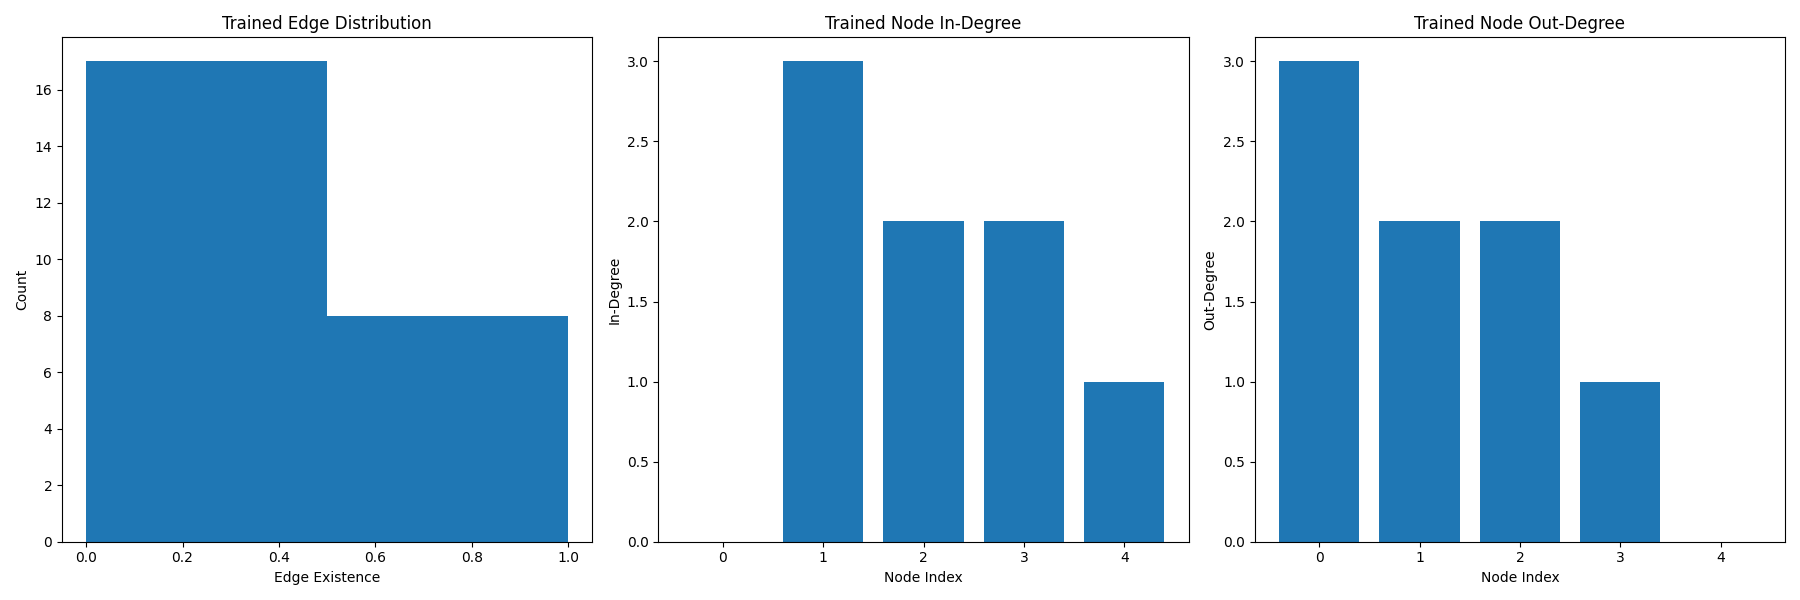 Trained Edge Distribution
16
14
12
10
8
6
4
2
0
Count
0.0 0.2 0.4 0.6 0.8 1.0
Edge Existence
Trained Node In-Degree
3.0
2.5
2.0
1.5
1.0
0.5
0.0
In-Degree
0 1 2 3 4
Node Index
Trained Node Out-Degree
3.0
2.5
2.0
1.5
1.0
0.5
0.0
Out-Degree
0 1 2 3 4
Node Index